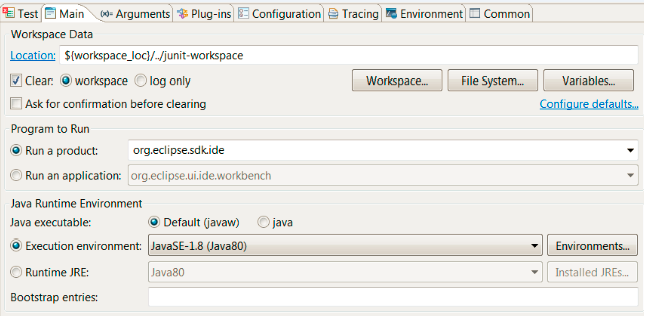 Test Main (x)= Arguments Plug-ins Configuration Tracing Environment Common
Workspace Data
Location: ${workspace_loc}/../junit-workspace
Clear: workspace log only Workspace... File System... Variables...
Ask for confirmation before clearing Configure defaults...
Program to Run
Run a product: org.eclipse.sdk.ide
Run an application: org.eclipse.ui.ide.workbench
Java Runtime Environment
Java executable: Default (javaw) java
Execution environment: JavaSE-1.8 (Java80) Environments...
Runtime JRE: Java80 Installed JREs...
Bootstrap entries: